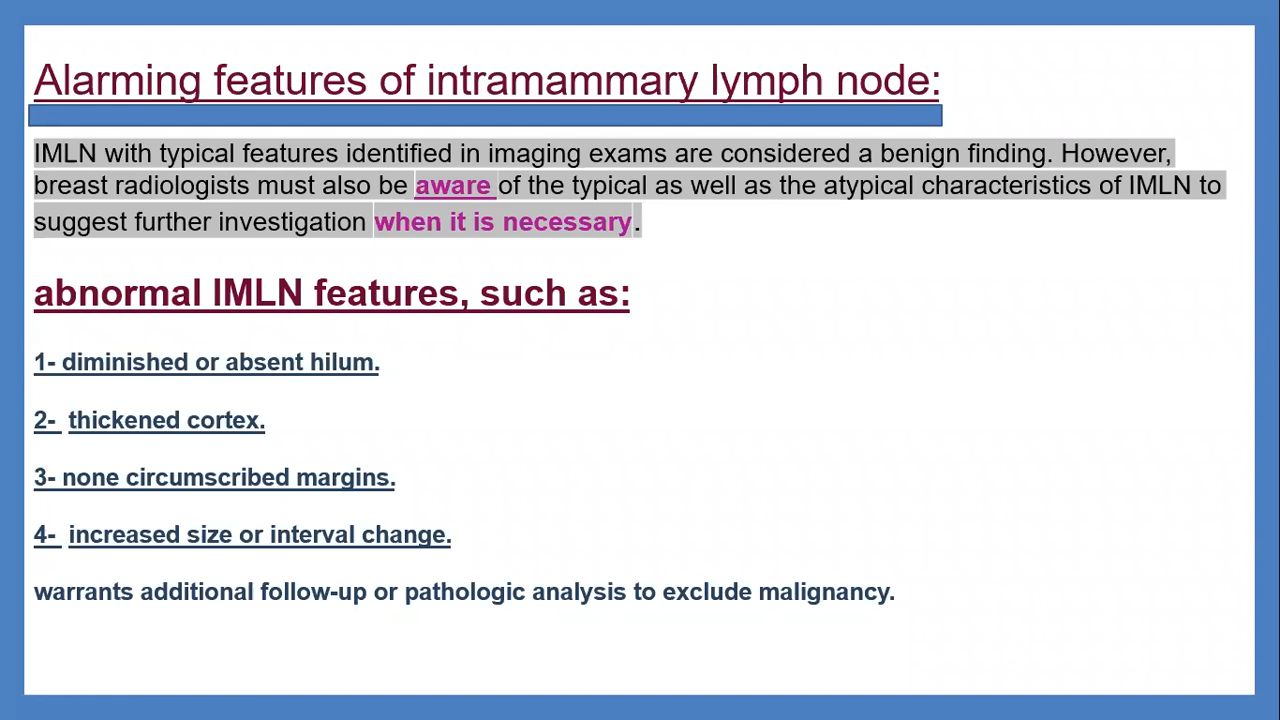 Alarming features of intramammary lymph node:
IMLN with typical features identified in imaging exams are considered a benign finding. However,
breast radiologists must also be aware of the typical as well as the atypical characteristics of IMLN to
suggest further investigation when it is necessary.
abnormal IMLN features, such as:
1- diminished or absent hilum.
2- thickened cortex.
3- none circumscribed margins.
4- increased size or interval change.
warrants additional follow-up or pathologic analysis to exclude malignancy.